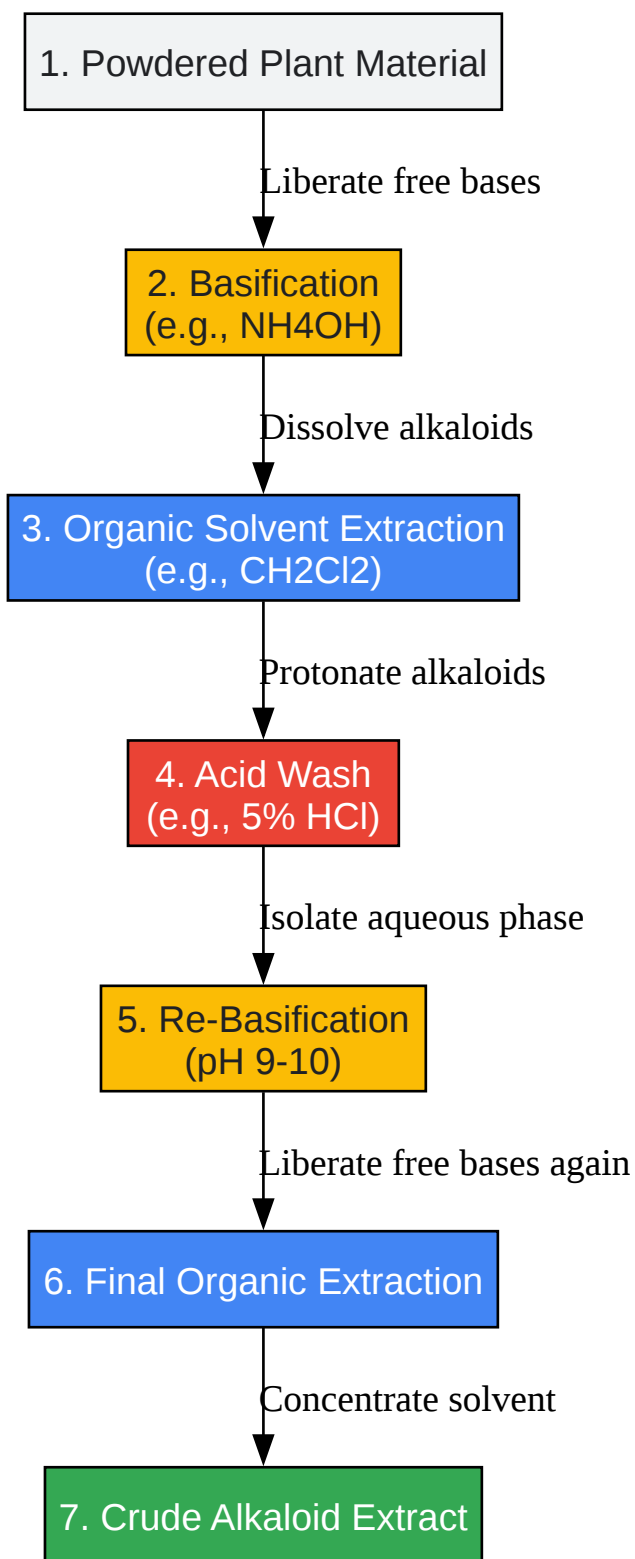 1. Powdered Plant Material
Liberate free bases
2. Basification
(e.g., NH4OH)
Dissolve alkaloids
3. Organic Solvent Extraction
(e.g., CH2Cl2)
Protonate alkaloids
4. Acid Wash
(e.g., 5% HCl)
Isolate aqueous phase
5. Re-Basification
(pH 9-10)
Liberate free bases again
6. Final Organic Extraction
Concentrate solvent
7. Crude Alkaloid Extract